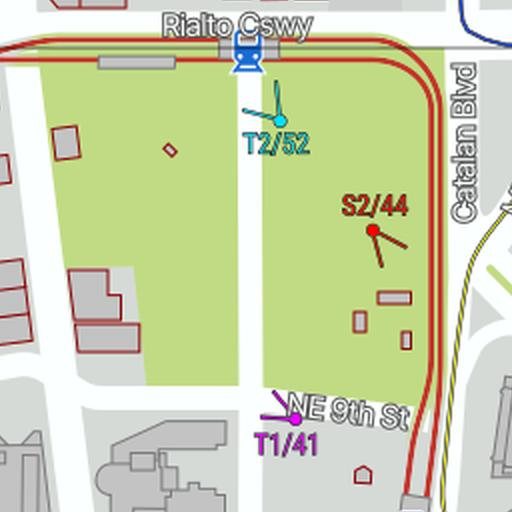 Rialto Cswy
T2/52
Catalan Blvd
S2/44
NE 9th St
T1/41